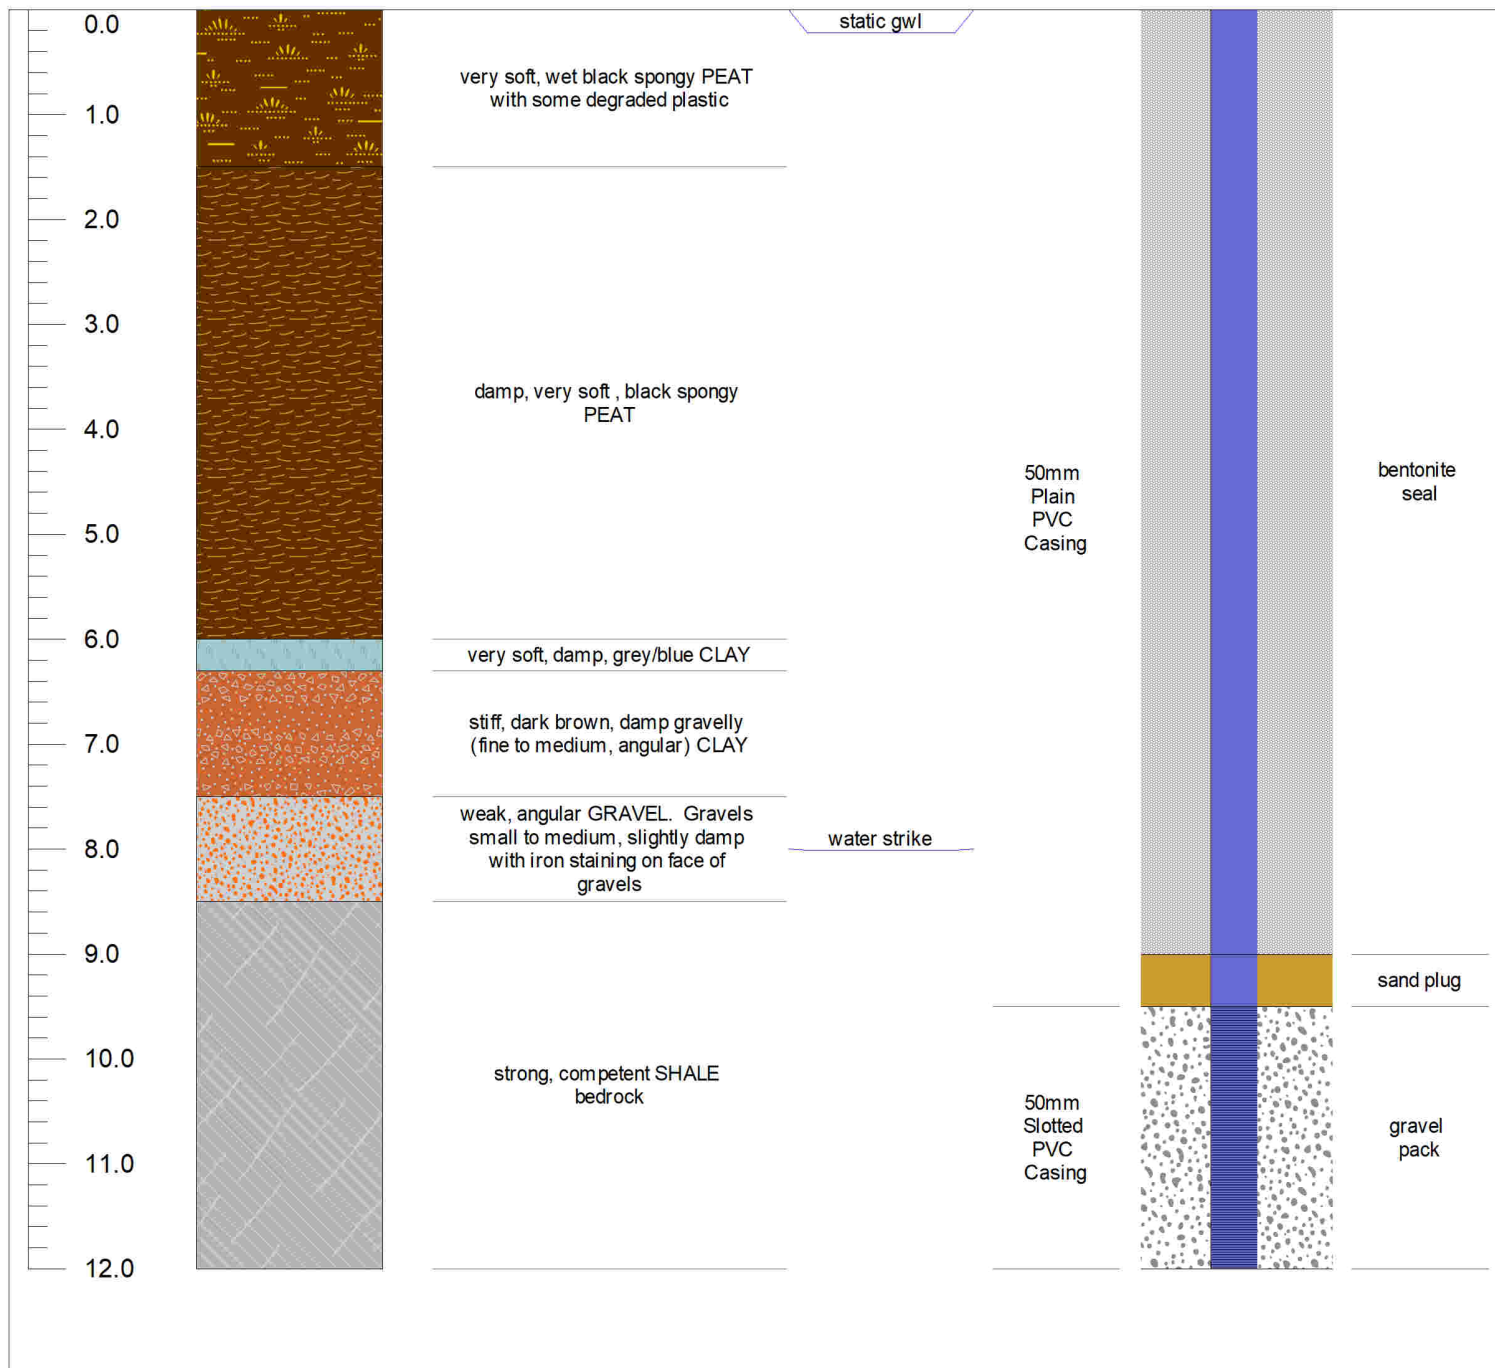 0.0
static gwl
very soft, wet black spongy PEAT
with some degraded plastic
1.0
2.0
3.0
damp, very soft , black spongy
PEAT
4.0
50mm
Plain
PVC
Casing
bentonite
seal
5.0
6.0
very soft, damp, grey/blue CLAY
stiff, dark brown, damp gravelly
(fine to medium, angular) CLAY
7.0
weak, angular GRAVEL.  Gravels
small to medium, slightly damp
with iron staining on face of
gravels
water strike
8.0
9.0
sand plug
10.0
strong, competent SHALE
bedrock
50mm
Slotted
PVC
Casing
gravel
pack
11.0
12.0